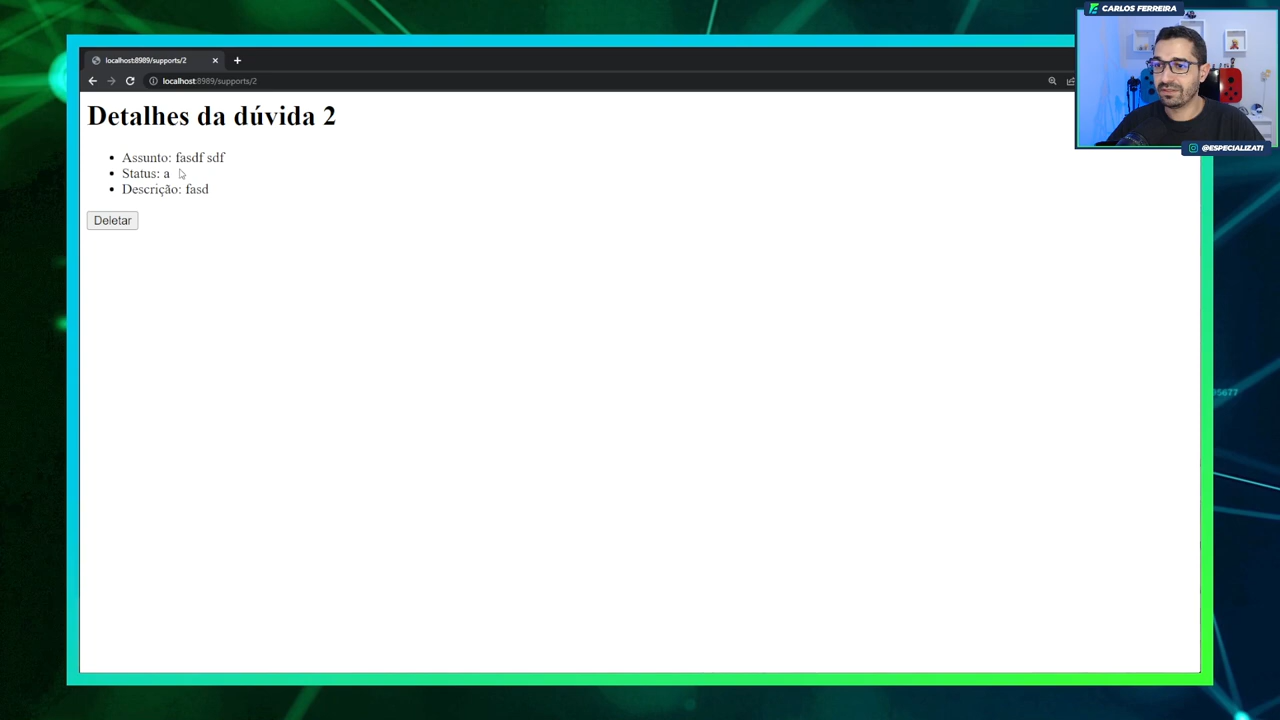 CARLOS FERREIRA
localhost:8989/supports/2
localhost:8989/supports/2
Detalhes da dúvida 2
Assunto: fasdf sdf
Status: a
Descrição: fasd
Deletar
@ESPECIALIZATI
95677